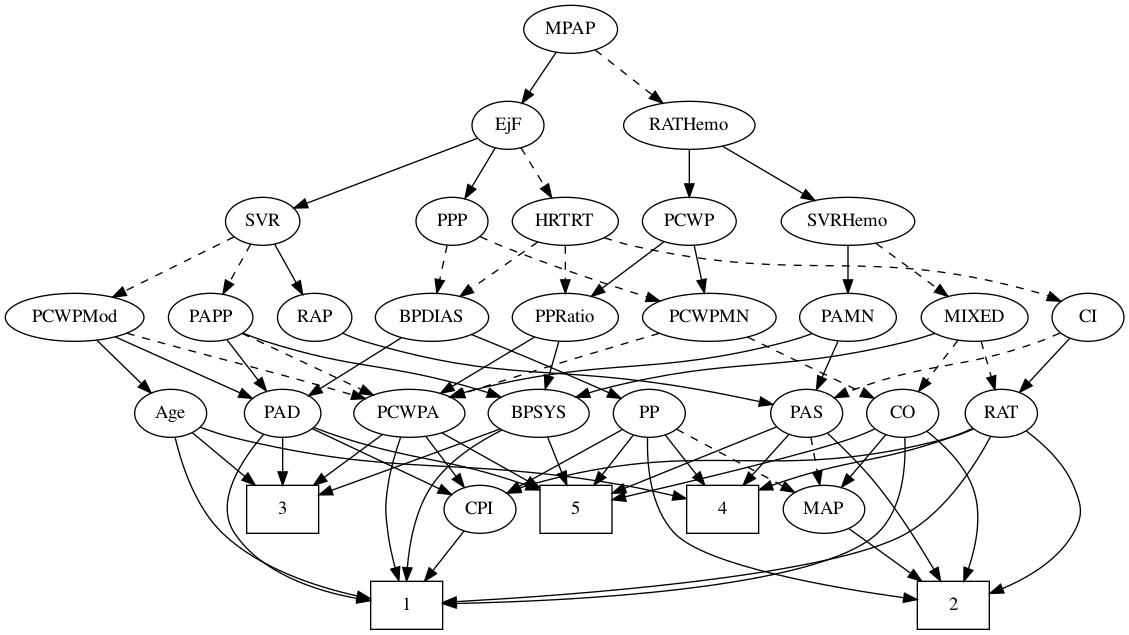 MPAP
EjF
RATHemo
SVR
PPP
HRTRT
PCWP
SVRHemo
PCWPMod
PAPP
RAP
BPDIAS
PPRatio
PCWPMN
PAMN
MIXED
CI
Age
PAD
PCWPA
BPSYS
PP
PAS
CO
RAT
3
CPI
5
4
MAP
1
2